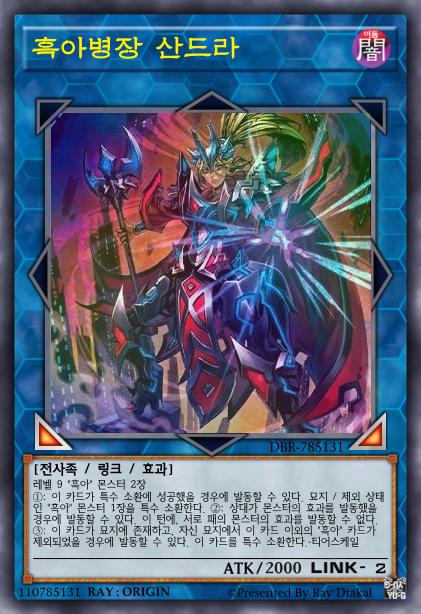 흑아병장 산드라
어둠
闇
DBR-785131
[전사족 / 링크 / 효과]
레벨 9 "흑아" 몬스터 2장
①: 이 카드가 특수 소환에 성공했을 경우에 발동할 수 있다. 묘지 / 제외 상태
인 "흑아" 몬스터 1장을 특수 소환한다. ②: 상대가 몬스터의 효과를 발동했을
경우에 발동할 수 있다. 이 턴에, 서로 패의 몬스터의 효과를 발동할 수 없다.
③: 이 카드가 묘지에 존재하고, 자신 묘지에서 이 카드 이외의 "흑아" 카드가
제외되었을 경우에 발동할 수 있다. 이 카드를 특수 소환한다.-티어스케일
ATK/2000 LINK- 2
110785131 RAY : ORIGIN ©Presented By Ray Drakal